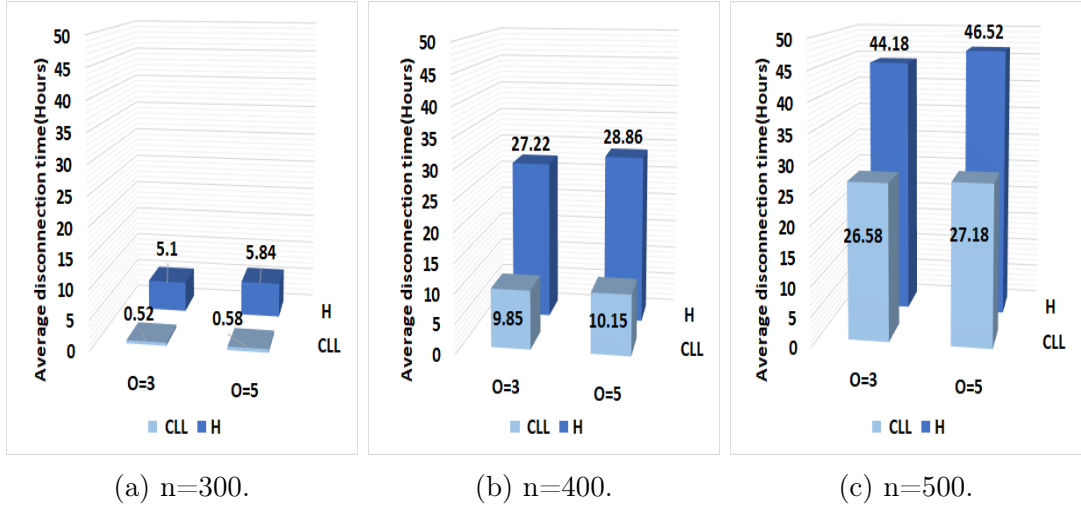 Average disconnection time(Hours)
50
45
40
35
30
25
20
15
10
5
0
5.1
5.84
0.52
0.58
H
CLL
O=3
O=5
CLL H
(a) n=300.
Average disconnection time(Hours)
50
45
40
35
30
25
20
15
10
5
0
27.22
28.86
9.85
10.15
H
CLL
O=3
O=5
CLL H
(b) n=400.
Average disconnection time(Hours)
50
45
40
35
30
25
20
15
10
5
0
44.18
46.52
26.58
27.18
H
CLL
O=3
O=5
CLL H
(c) n=500.